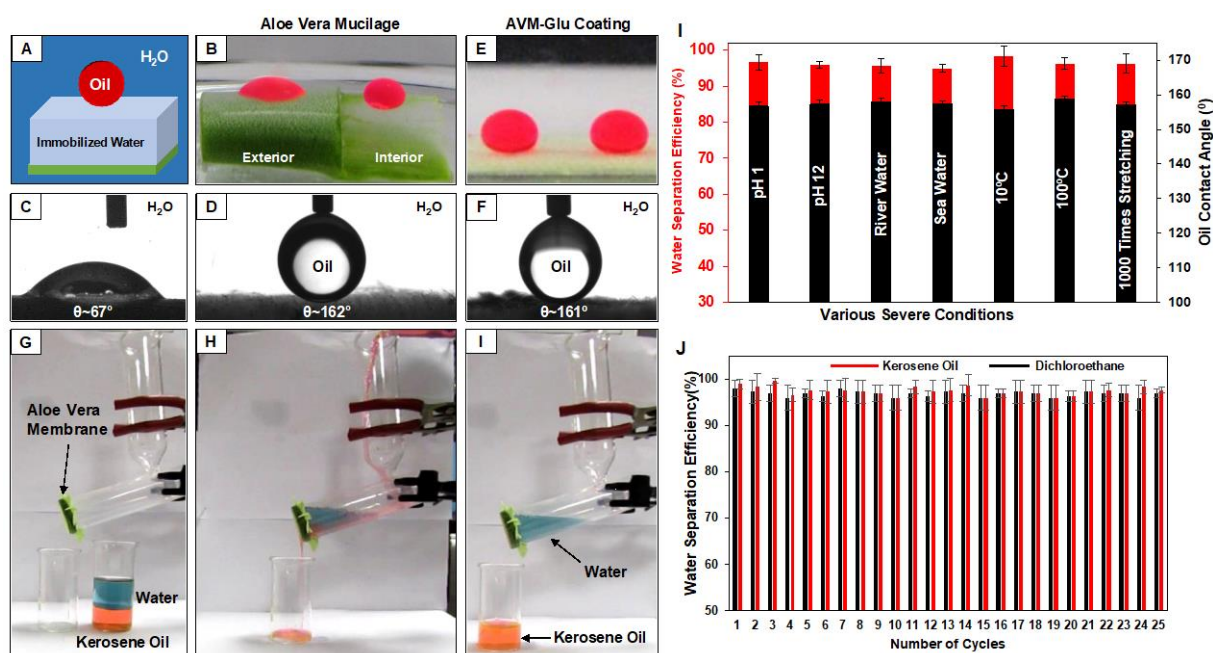 Aloe Vera Mucilage
AVM-Glu Coating
A
H₂O
Oil
Immobilized Water
B
Exterior
Interior
E
C
H₂O
θ~67°
D
H₂O
Oil
θ~162°
F
H₂O
Oil
θ~161°
G
Aloe Vera
Membrane
Water
Kerosene Oil
H
I
Water
Kerosene Oil
I
Water Separation Efficiency (%)
100
90
80
70
60
50
40
30
pH 1
pH 12
River Water
Sea Water
10⁰C
100⁰C
1000 Times Stretching
170
160
150
140
130
120
110
100
Oil Contact Angle (⁰)
Various Severe Conditions
J
Kerosene Oil
Dichloroethane
Water Separation Efficiency(%)
100
90
80
70
60
50
1 2 3 4 5 6 7 8 9 10 11 12 13 14 15 16 17 18 19 20 21 22 23 24 25
Number of Cycles